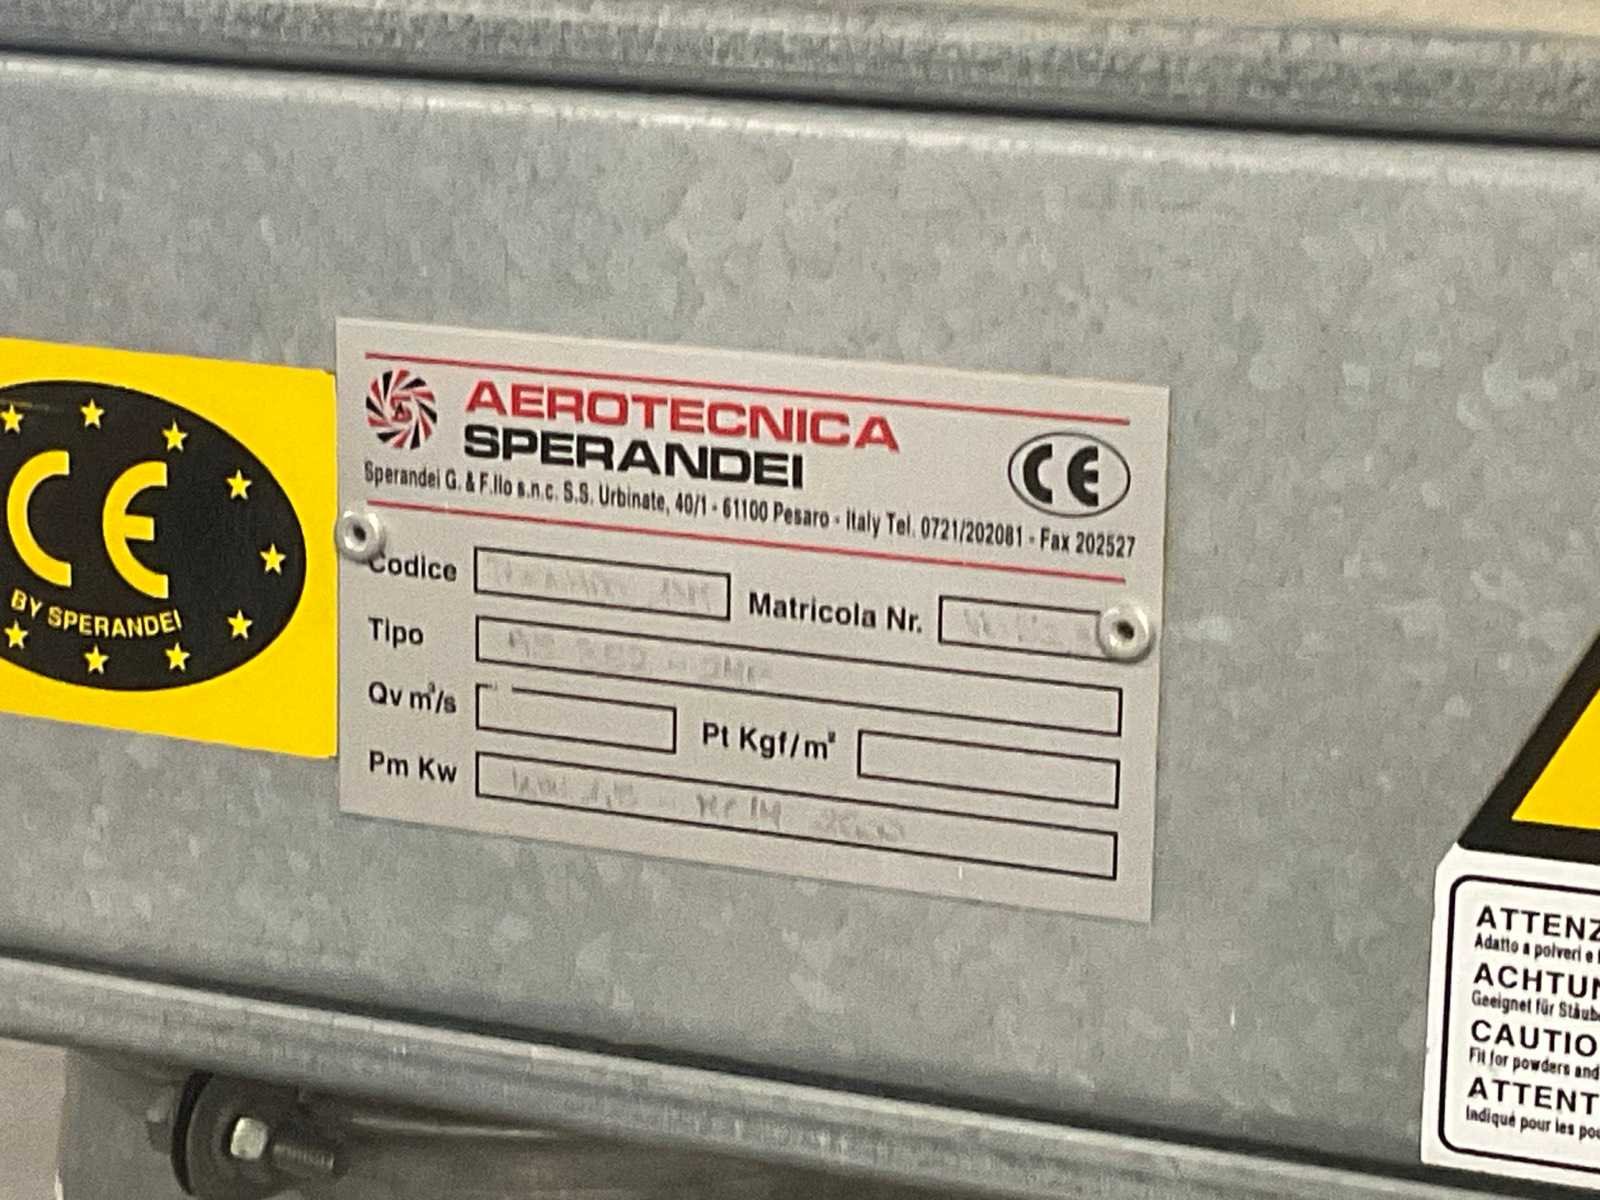 CE
BY SPERANDEI
AEROTECNICA
SPERANDEI
CE
Sperandei G. & F.llo s.n.c. S.S. Urbinate, 40/1 - 61100 Pesaro - Italy Tel. 0721/202081 - Fax 202527
Codice
Matricola Nr.
Tipo
Qv m³/s
Pt Kgf/m²
Pm Kw
ATTENZ
Adatto a polveri e
ACHTUN
Geeignet für Stäub
CAUTIO
Fit for powders and
ATTENT
Indiqué pour les pou